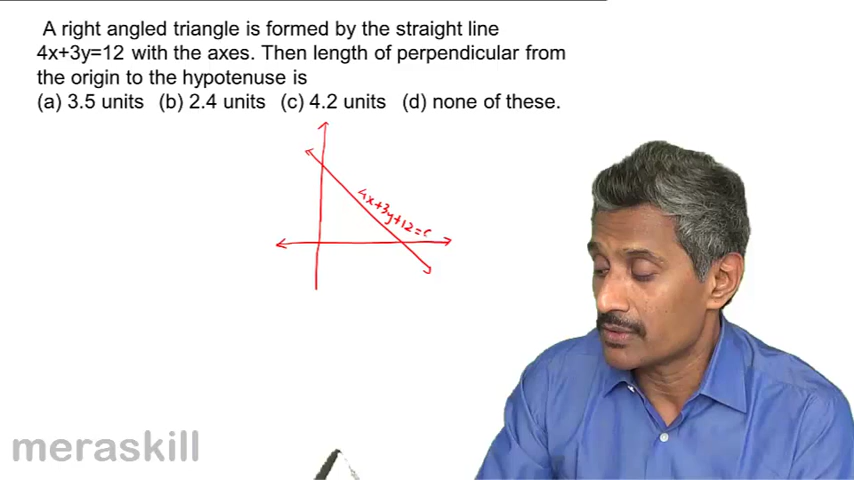 A right angled triangle is formed by the straight line
4x+3y=12 with the axes. Then length of perpendicular from
the origin to the hypotenuse is
(a) 3.5 units (b) 2.4 units (c) 4.2 units (d) none of these.
4x+3y+12=
meraskill